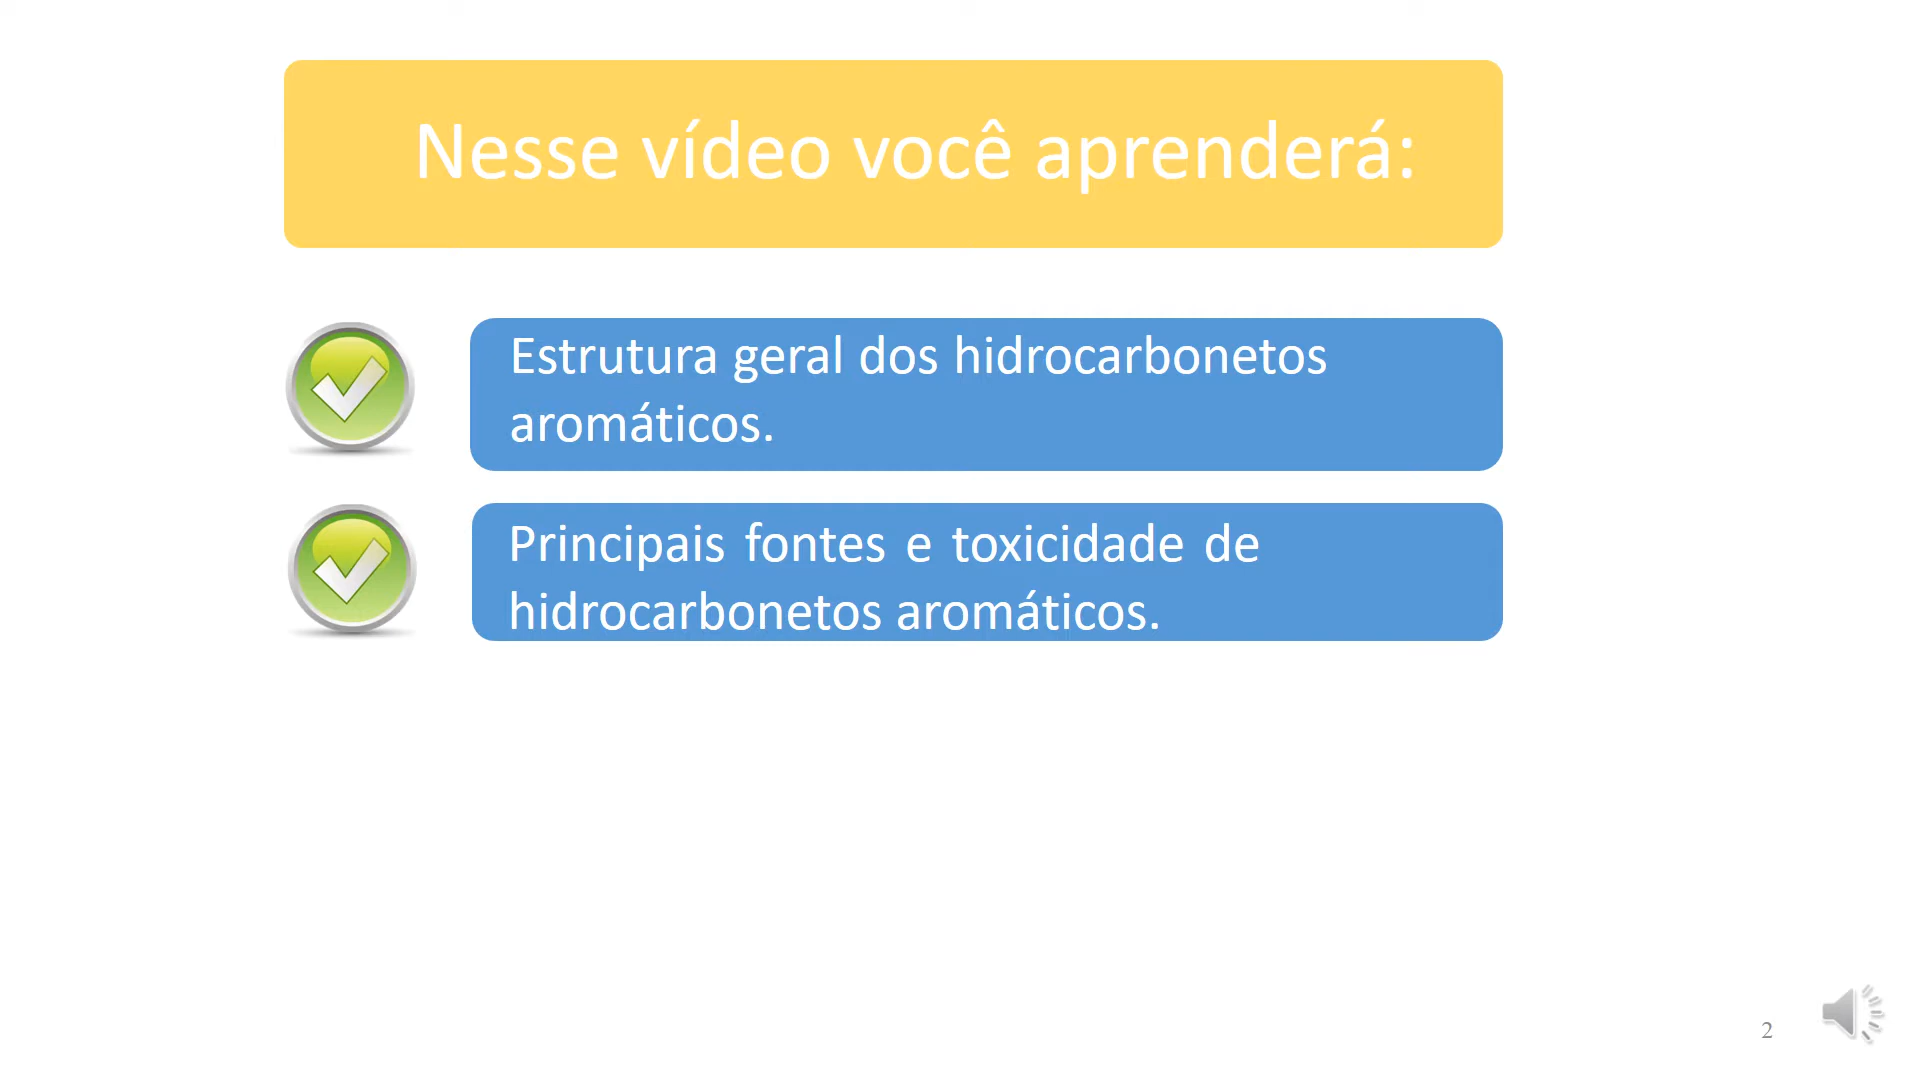 Nesse vídeo você aprenderá:
Estrutura geral dos hidrocarbonetos
aromáticos.
Principais fontes e toxicidade de
hidrocarbonetos aromáticos.
2